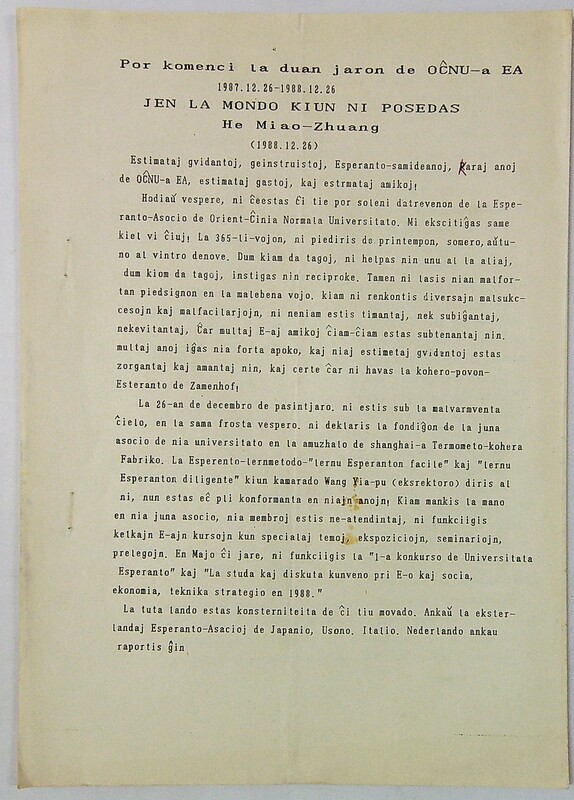 Por komenci la duan jaron de OĈNU-a EA
1987.12.26-1988.12.26
JEN LA MONDO KIUN NI POSEDAS
He Miao-Zhuang
(1988.12.26)
Estimataj gvidantoj, geinstruistoj, Esperanto-samideanoj, Karaj anoj
de OĈNU-a EA, estimataj gastoj, kaj estrmataj amikoj!
Hodiaŭ vespere, ni ĉeestas ĉi tie por soleni datrevenon de la Espe-
ranto-Asocio de Orient-Ĉinia Normala Universitato. Mi ekscitiĝas same
kiel vi ĉiuj! La 365-li-vojon, ni piediris de printempon, somero, aŭtu-
no al vintro denove. Dum kiam da tagoj, ni helpas nin unu al la aliaj,
dum kiom da tagoj, instigas nin reciproke. Tamen ni lasis nian malfor-
tan piedsignon en la malebena vojo. kiam ni renkontis diversajn malsukc-
cesojn kaj malfacilarjojn, ni neniam estis timantaj, nek subiĝantaj,
nekevitantaj, Ĉar multaj E-aj amikoj ĉiam-ĉiam estas subtenantaj nin.
multaj anoj iĝas nia forta apoko, kaj niaj estimetaj gvidentoj estas
zorgantaj kaj amantaj nin, kaj certe ĉar ni havas la kohero-povon-
Esteranto de Zamenhof!
La 26-an de decembro de pasintjaro. ni estis sub la malvarmventa
ĉielo, en la sama frosta vespero. ni deklaris la fondiĝon de la juna
asocio de nia universitato en la amuzhalo de shanghai-a Termometo-kohera
Fabriko. La Esperento-lernmetodo-"lernu Esperanton facile" kaj "lernu
Esperanton diligente" kiun kamarado Wang Yia-pu (eksrektoro) diris al
ni, nun estas eĉ pli konformanta en niajn anojn! Kiam mankis la mano
en nia juna asocio, nia membroj estis ne-atendintaj, ni funkciigis
kelkajn E-ajn kursojn kun specialaj temoj, ekspoziciojn, seminariojn,
prelegojn. En Majo ĉi jare, ni funkciigis la "1-a konkurso de Universitata
Esperanto" kaj "La studa kaj diskuta kunveno pri E-o kaj socia,
ekonomia, teknika strategio en 1988."
La tuta lando estas konsterniteita de ĉi tiu movado. Ankaŭ la ekster-
landaj Esperanto-Asacioj de Japanio, Usono. Italio. Nederlando ankau
raportis ĝin